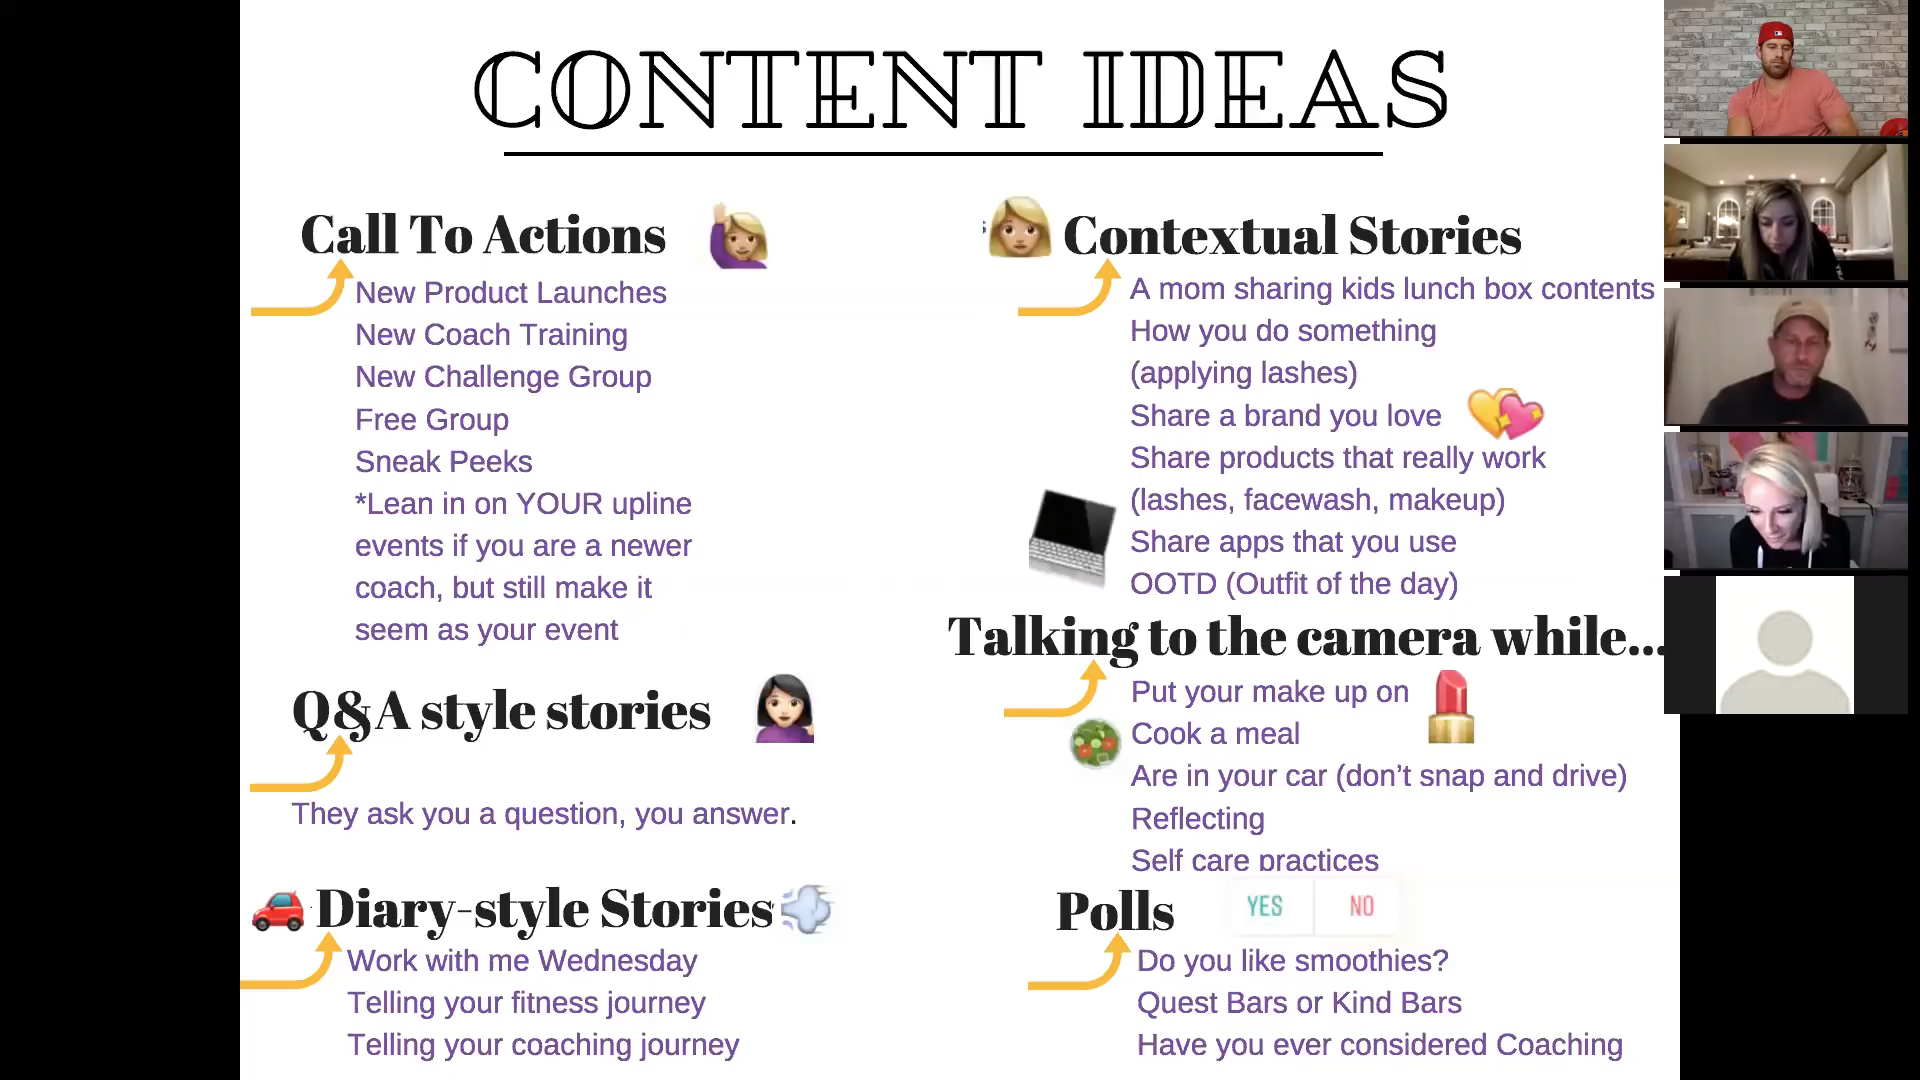 CONTENT IDEAS
Call To Actions
New Product Launches
New Coach Training
New Challenge Group
Free Group
Sneak Peeks
*Lean in on YOUR upline
events if you are a newer
coach, but still make it
seem as your event
Q&A style stories
They ask you a question, you answer.
Diary-style Stories
Work with me Wednesday
Telling your fitness journey
Telling your coaching journey
Contextual Stories
A mom sharing kids lunch box contents
How you do something
(applying lashes)
Share a brand you love
Share products that really work
(lashes, facewash, makeup)
Share apps that you use
OOTD (Outfit of the day)
Talking to the camera while...
Put your make up on
Cook a meal
Are in your car (don’t snap and drive)
Reflecting
Self care practices
Polls
YES NO
Do you like smoothies?
Quest Bars or Kind Bars
Have you ever considered Coaching